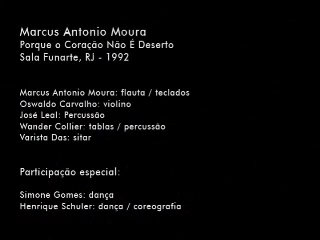 Marcus Antonio Moura
Porque o Coração Não É Deserto
Sala Funarte, RJ - 1992
Marcus Antonio Moura: flauta / teclados
Oswaldo Carvalho: violino
José Leal: Percussão
Wander Collier: tablas / percussão
Varista Das: sitar
Participação especial:
Simone Gomes: dança
Henrique Schuler: dança / coreografia